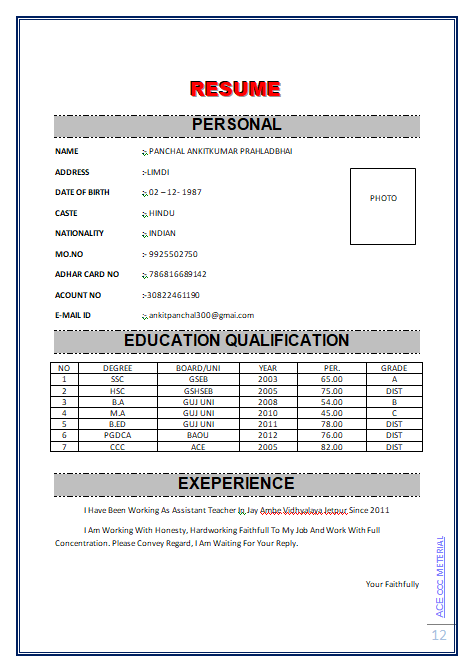 RESUME
PERSONAL
NAME :-PANCHAL ANKITKUMAR PRAHLADBHAI
ADDRESS :-LIMDI
DATE OF BIRTH :-02 – 12- 1987
PHOTO
CASTE :-HINDU
NATIONALITY :-INDIAN
MO.NO :- 9925502750
ADHAR CARD NO :-786816689142
ACOUNT NO :-30822461190
E-MAIL ID :-ankitpanchal300@gmai.com
EDUCATION QUALIFICATION
NO DEGREE BOARD/UNI YEAR PER. GRADE
1 SSC GSEB 2003 65.00 A
2 HSC GSHSEB 2005 75.00 DIST
3 B.A GUJ UNI 2008 54.00 B
4 M.A GUJ UNI 2010 45.00 C
5 B.ED GUJ UNI 2011 78.00 DIST
6 PGDCA BAOU 2012 76.00 DIST
7 CCC ACE 2005 82.00 DIST
EXEPERIENCE
I Have Been Working As Assistant Teacher In Jay Ambe Vidhyalaya Jetpur Since 2011
I Am Working With Honesty, Hardworking Faithfull To My Job And Work With Full
Concentration. Please Convey Regard, I Am Waiting For Your Reply.
Your Faithfully
ACE CCC METERIAL
12